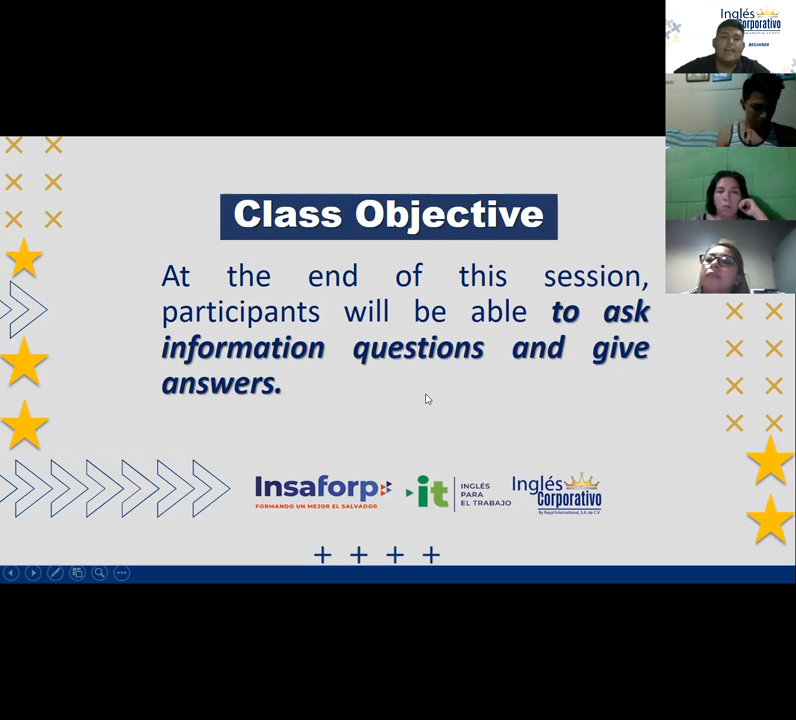 Class Objective
At the end of this session,
participants will be able to ask
information questions and give
answers.
Insaforp
FORMANDO UN MEJOR EL SALVADOR
it
INGLÉS
PARA
EL TRABAJO
Inglés
Corporativo
By Regal International, S.A. de C.V.
Inglés
Corporativo
BEGINNER